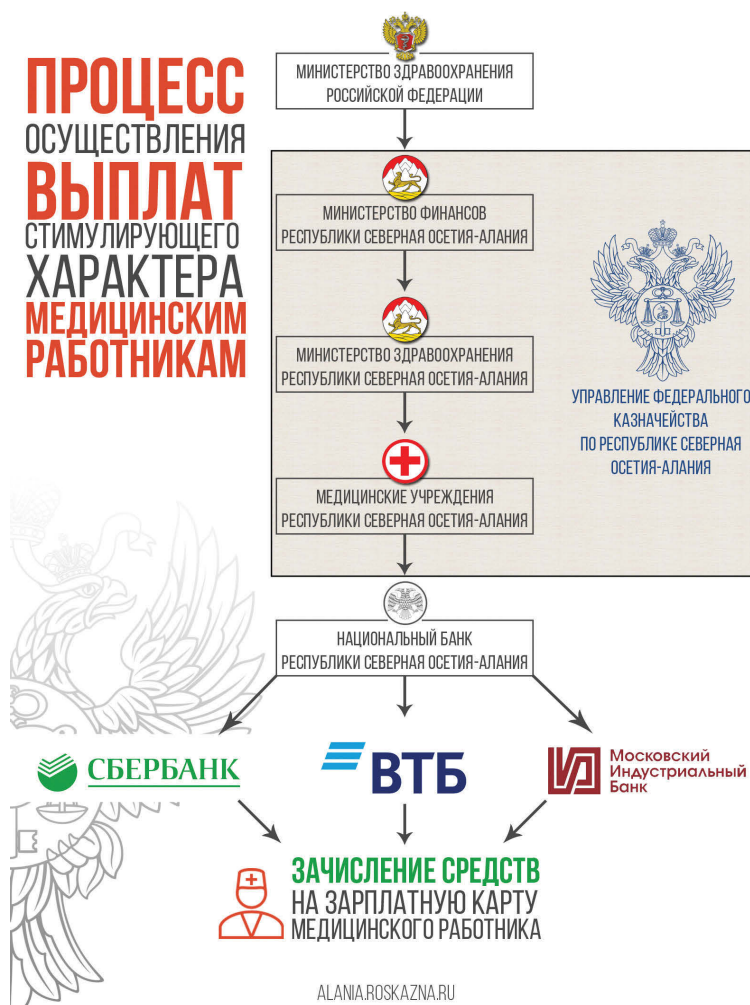 ПРОЦЕСС
ОСУЩЕСТВЛЕНИЯ
ВЫПЛАТ
СТИМУЛИРУЮЩЕГО
ХАРАКТЕРА
МЕДИЦИНСКИМ
РАБОТНИКАМ
МИНИСТЕРСТВО ЗДРАВООХРАНЕНИЯ
РОССИЙСКОЙ ФЕДЕРАЦИИ
МИНИСТЕРСТВО ФИНАНСОВ
РЕСПУБЛИКИ СЕВЕРНАЯ ОСЕТИЯ-АЛАНИЯ
МИНИСТЕРСТВО ЗДРАВООХРАНЕНИЯ
РЕСПУБЛИКИ СЕВЕРНАЯ ОСЕТИЯ-АЛАНИЯ
МЕДИЦИНСКИЕ УЧРЕЖДЕНИЯ
РЕСПУБЛИКИ СЕВЕРНАЯ ОСЕТИЯ-АЛАНИЯ
УПРАВЛЕНИЕ ФЕДЕРАЛЬНОГО
КАЗНАЧЕЙСТВА
ПО РЕСПУБЛИКЕ СЕВЕРНАЯ
ОСЕТИЯ-АЛАНИЯ
НАЦИОНАЛЬНЫЙ БАНК
РЕСПУБЛИКИ СЕВЕРНАЯ ОСЕТИЯ-АЛАНИЯ
СБЕРБАНК
ВТБ
Московский
Индустриальный
Банк
ЗАЧИСЛЕНИЕ СРЕДСТВ
НА ЗАРПЛАТНУЮ КАРТУ
МЕДИЦИНСКОГО РАБОТНИКА
ALANIA.ROSKAZNA.RU